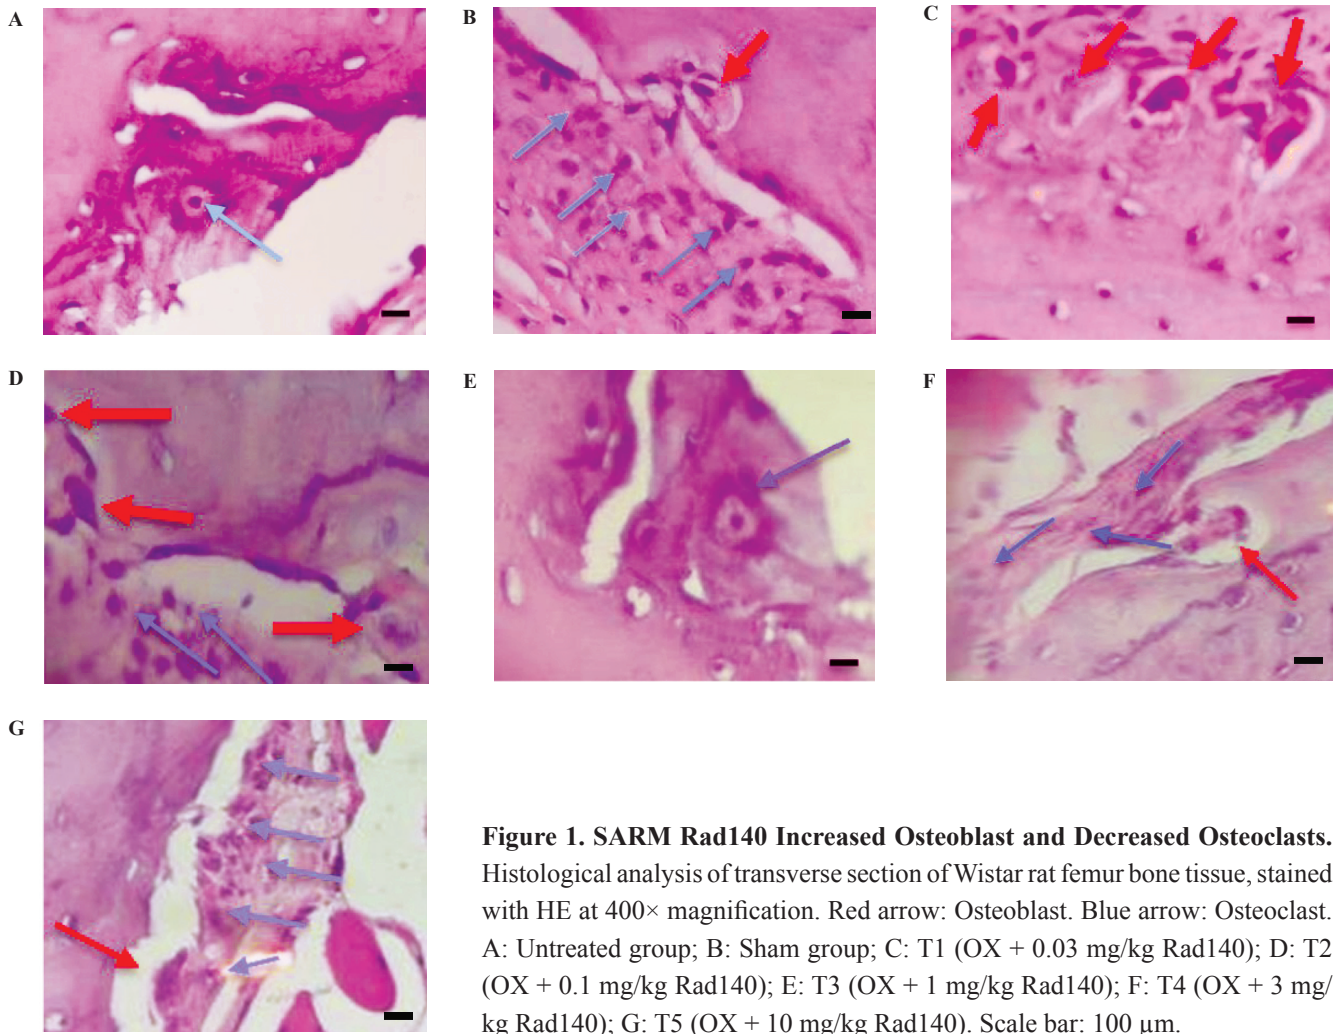 A
B
C
D
E
F
G
Figure 1. SARM Rad140 Increased Osteoblast and Decreased Osteoclasts.
Histological analysis of transverse section of Wistar rat femur bone tissue, stained
with HE at 400× magnification. Red arrow: Osteoblast. Blue arrow: Osteoclast.
A: Untreated group; B: Sham group; C: T1 (OX + 0.03 mg/kg Rad140); D: T2
(OX + 0.1 mg/kg Rad140); E: T3 (OX + 1 mg/kg Rad140); F: T4 (OX + 3 mg/
kg Rad140); G: T5 (OX + 10 mg/kg Rad140). Scale bar: 100 µm.